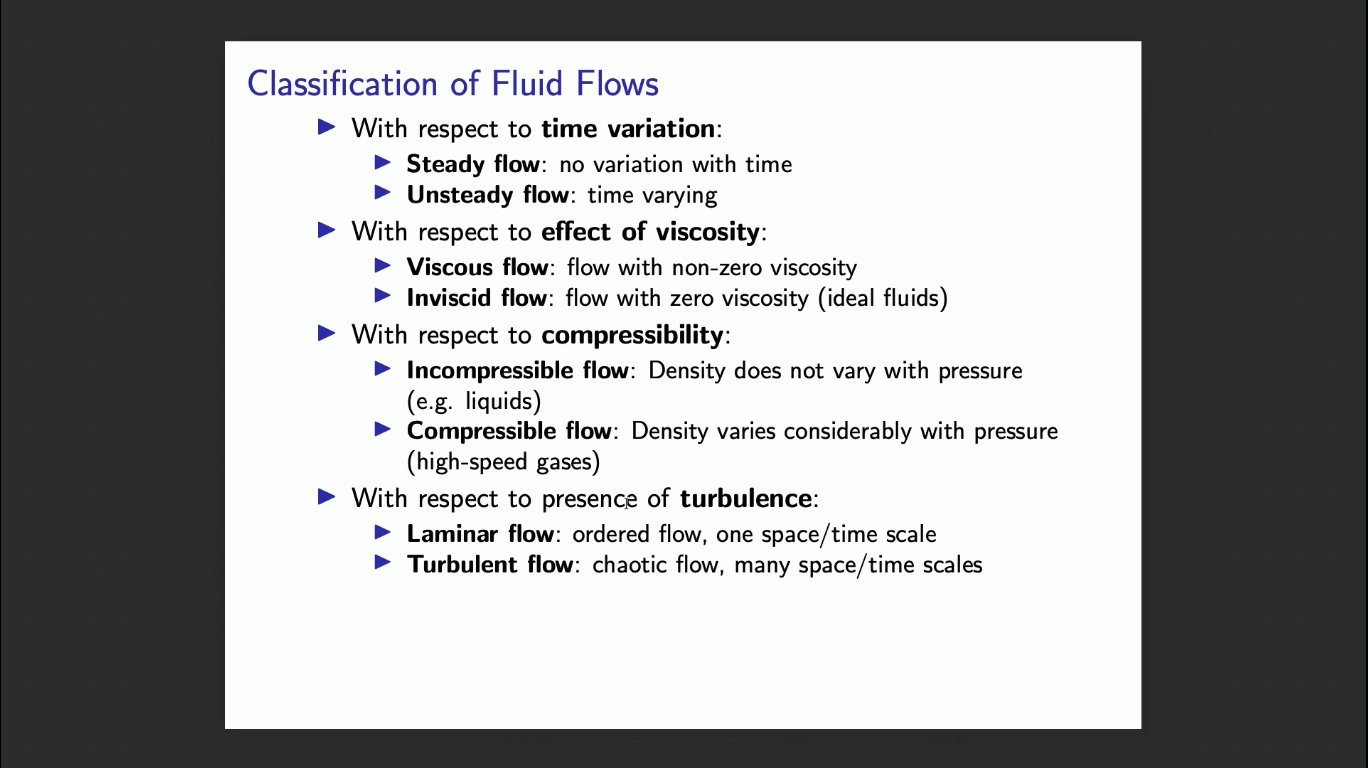 Classification of Fluid Flows
With respect to time variation:
Steady flow: no variation with time
Unsteady flow: time varying
With respect to effect of viscosity:
Viscous flow: flow with non-zero viscosity
Inviscid flow: flow with zero viscosity (ideal fluids)
With respect to compressibility:
Incompressible flow: Density does not vary with pressure
(e.g. liquids)
Compressible flow: Density varies considerably with pressure
(high-speed gases)
With respect to presence of turbulence:
Laminar flow: ordered flow, one space/time scale
Turbulent flow: chaotic flow, many space/time scales